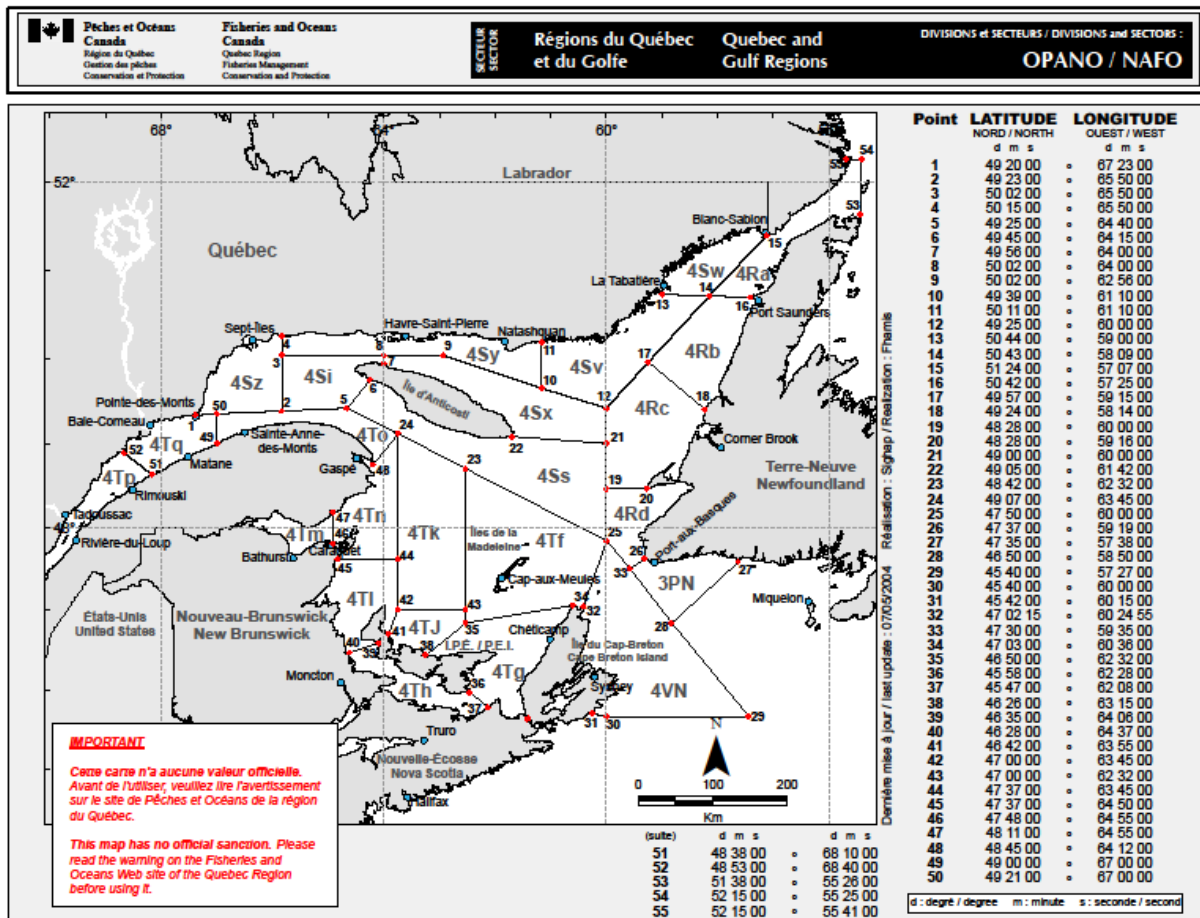 Pêches et Océans
Canada
Région du Québec
Gestion des pêches
Conservation et Protection
Fisheries and Oceans
Canada
Quebec Region
Fisheries Management
Conservation and Protection
SECTEUR
SECTOR
Régions du Québec
et du Golfe
Quebec and
Gulf Regions
DIVISIONS et SECTEURS / DIVISIONS and SECTORS :
OPANO / NAFO
68°
64°
60°
52°
48°
Labrador
Québec
Blanc-Sablon
La Tabatière
Port Saunders
Sept-Îles
Havre-Saint-Pierre
Natashquan
Pointe-des-Monts
Baie-Comeau
Île d'Anticosti
Sainte-Anne-
des-Monts
Matane
Gaspé
Rimouski
Tadoussac
Rivière-du-Loup
Bathurst
Caraquet
Corner Brook
Terre-Neuve
Newfoundland
Port-aux-Basques
Îles de la
Madeleine
Cap-aux-Meules
Miquelon
États-Unis
United States
Nouveau-Brunswick
New Brunswick
Chéticamp
I.P.É. / P.E.I.
Île du Cap-Breton
Cape Breton Island
Moncton
Sydney
Truro
Nouvelle-Écosse
Nova Scotia
Halifax
4Sw
4Ra
4Rb
4Sy
4Sv
4Sz
4Si
4Sx
4Rc
4Tq
4To
4Ss
4Tp
4Tn
4Tm
4Tk
4Rd
4Tf
3PN
4Tl
4TJ
4Th
4Tg
4VN
N
0 100 200
Km
IMPORTANT
Cette carte n'a aucune valeur officielle.
Avant de l'utiliser, veuillez lire l'avertissement
sur le site de Pêches et Océans de la région
du Québec.
This map has no official sanction. Please
read the warning on the Fisheries and
Oceans Web site of the Quebec Region
before using it.
Dernière mise à jour / last update : 07/05/2004 Réalisation : Sighap / Realization : Fhamis
Point LATITUDE LONGITUDE
NORD / NORTH OUEST / WEST
d m s d m s
1 49 20 00 ° 67 23 00
2 49 23 00 ° 65 50 00
3 50 02 00 ° 65 50 00
4 50 15 00 ° 65 50 00
5 49 25 00 ° 64 40 00
6 49 45 00 ° 64 15 00
7 49 56 00 ° 64 00 00
8 50 02 00 ° 64 00 00
9 50 02 00 ° 62 56 00
10 49 39 00 ° 61 10 00
11 50 11 00 ° 61 10 00
12 49 25 00 ° 60 00 00
13 50 44 00 ° 59 00 00
14 50 43 00 ° 58 09 00
15 51 24 00 ° 57 07 00
16 50 42 00 ° 57 25 00
17 49 57 00 ° 59 15 00
18 49 24 00 ° 58 14 00
19 48 28 00 ° 60 00 00
20 48 28 00 ° 59 16 00
21 49 00 00 ° 60 00 00
22 49 05 00 ° 61 42 00
23 48 42 00 ° 62 32 00
24 49 07 00 ° 63 45 00
25 47 50 00 ° 60 00 00
26 47 37 00 ° 59 19 00
27 47 35 00 ° 57 38 00
28 46 50 00 ° 58 50 00
29 45 40 00 ° 57 27 00
30 45 40 00 ° 60 00 00
31 45 42 00 ° 60 15 00
32 47 02 15 ° 60 24 55
33 47 30 00 ° 59 35 00
34 47 03 00 ° 60 36 00
35 46 50 00 ° 62 32 00
36 45 58 00 ° 62 28 00
37 45 47 00 ° 62 08 00
38 46 26 00 ° 63 15 00
39 46 35 00 ° 64 06 00
40 46 28 00 ° 64 37 00
41 46 42 00 ° 63 55 00
42 47 00 00 ° 63 45 00
43 47 00 00 ° 62 32 00
44 47 37 00 ° 63 45 00
45 47 37 00 ° 64 50 00
46 47 48 00 ° 64 55 00
47 48 11 00 ° 64 55 00
48 48 45 00 ° 64 12 00
49 49 00 00 ° 67 00 00
50 49 21 00 ° 67 00 00
(suite)
51 48 38 00 ° 68 10 00
52 48 53 00 ° 68 40 00
53 51 38 00 ° 55 26 00
54 52 15 00 ° 55 25 00
55 52 15 00 ° 55 41 00
d : degré / degree m : minute s : seconde / second